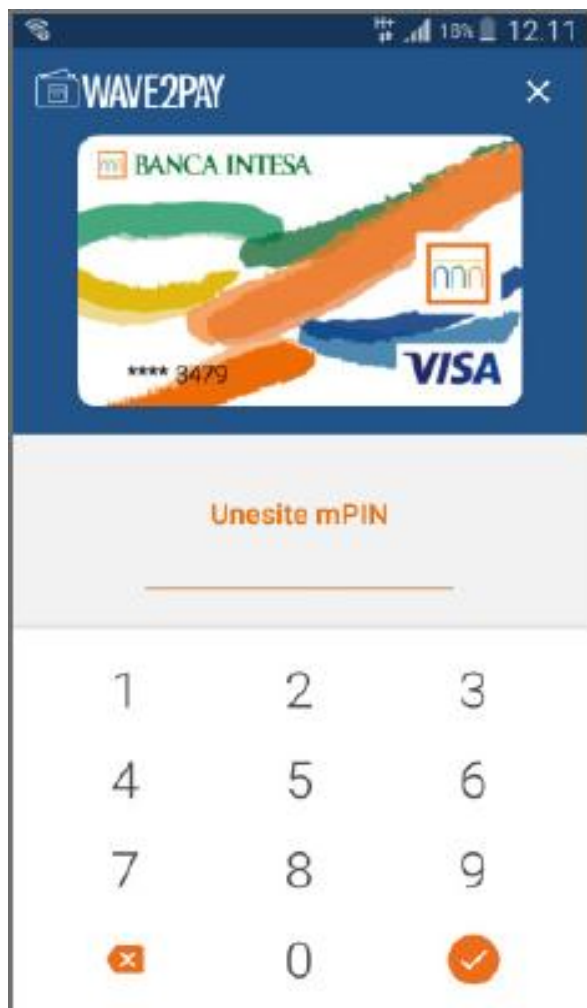 18% 12.11
WAVE2PAY
BANCA INTESA
**** 3479
VISA
Unesite mPIN
1 2 3
4 5 6
7 8 9
0